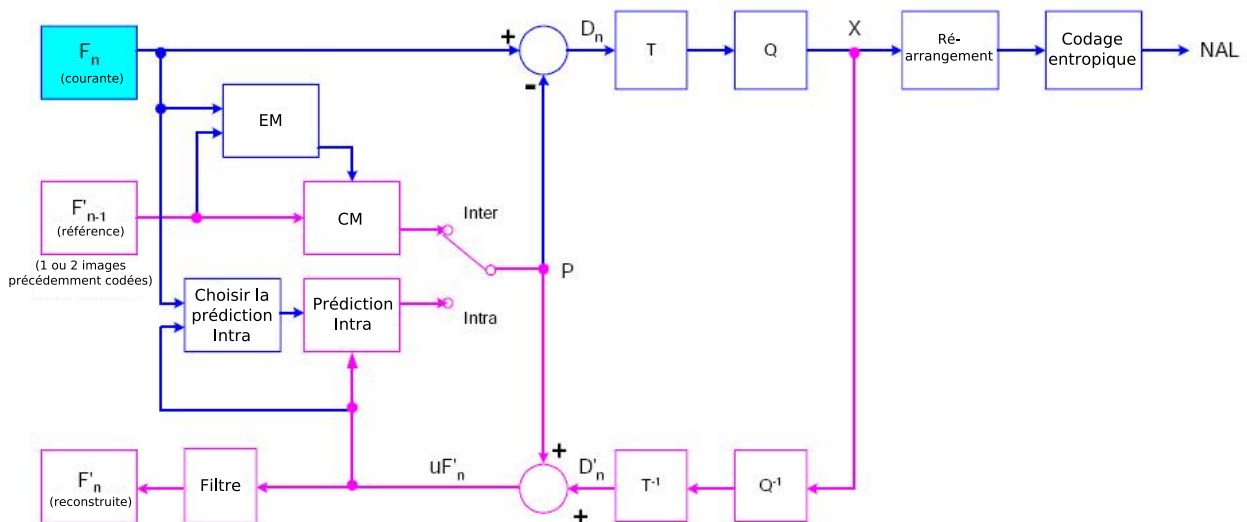 F n
(courante)
+
D n
T
Q
X
Ré-
arrangement
Codage
entropique
NAL
-
EM
F' n-1
(référence)
(1 ou 2 images
précédemment codées)
CM
Inter
P
Choisir la
prédiction
Intra
Prédiction
Intra
Intra
F' n
(reconstruite)
Filtre
uF' n
+
+
D' n
T-1
Q-1